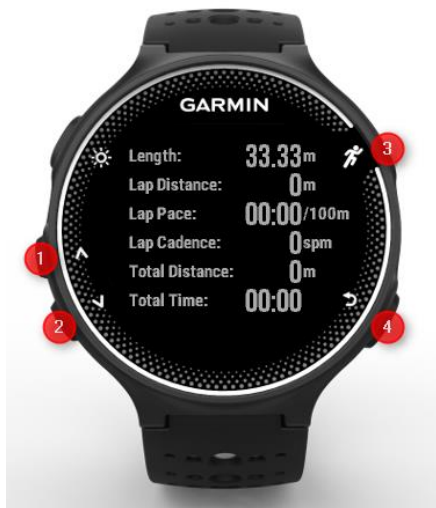 GARMIN
3
Length: 33.33m
Lap Distance: 0m
Lap Pace: 00:00/100m
Lap Cadence: 0spm
1
Total Distance: 0m
Total Time: 00:00
2
4